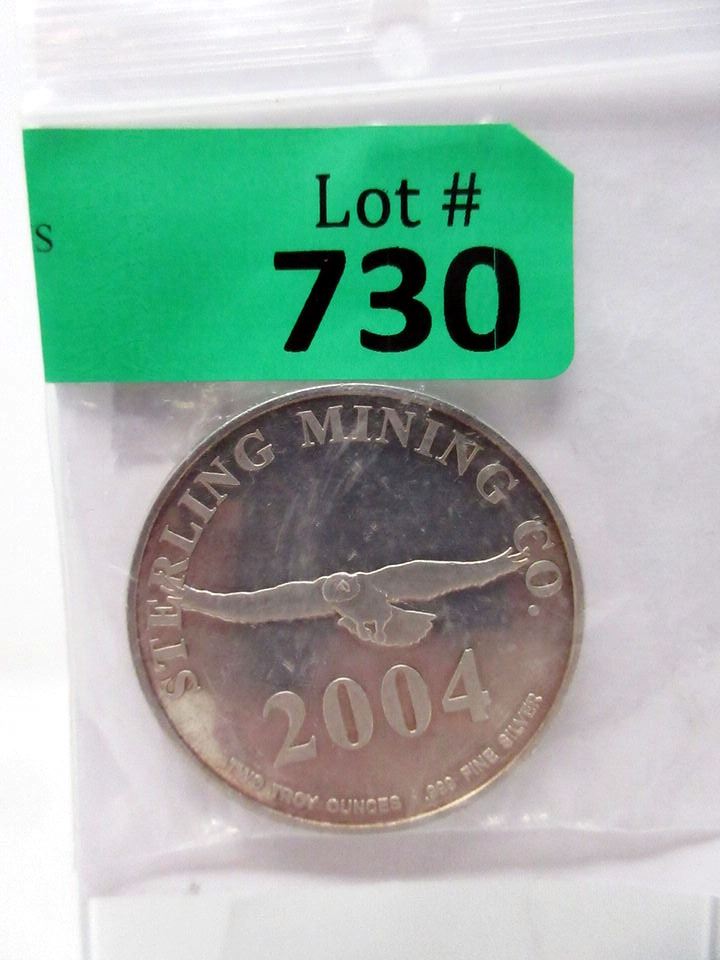 Lot #
s
730
STERLING MINING CO.
2004
TWO TROY OUNCES .999 FINE SILVER